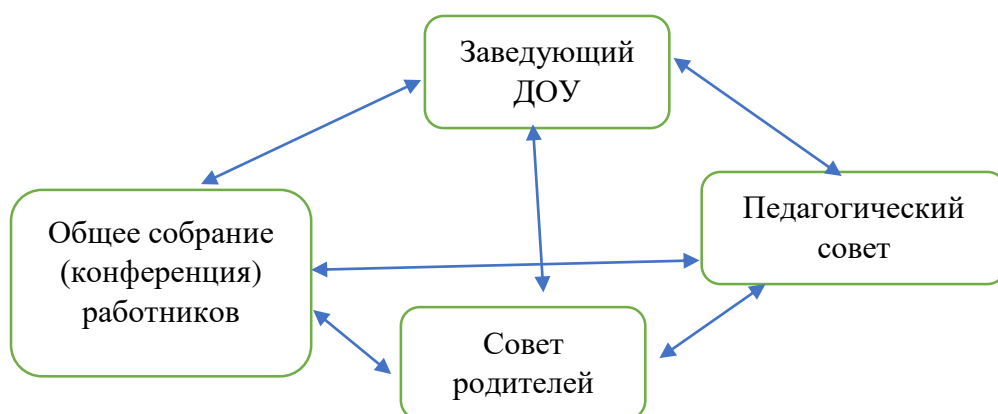 Заведующий
ДОУ
Общее собрание
(конференция)
работников
Педагогический
совет
Совет
родителей